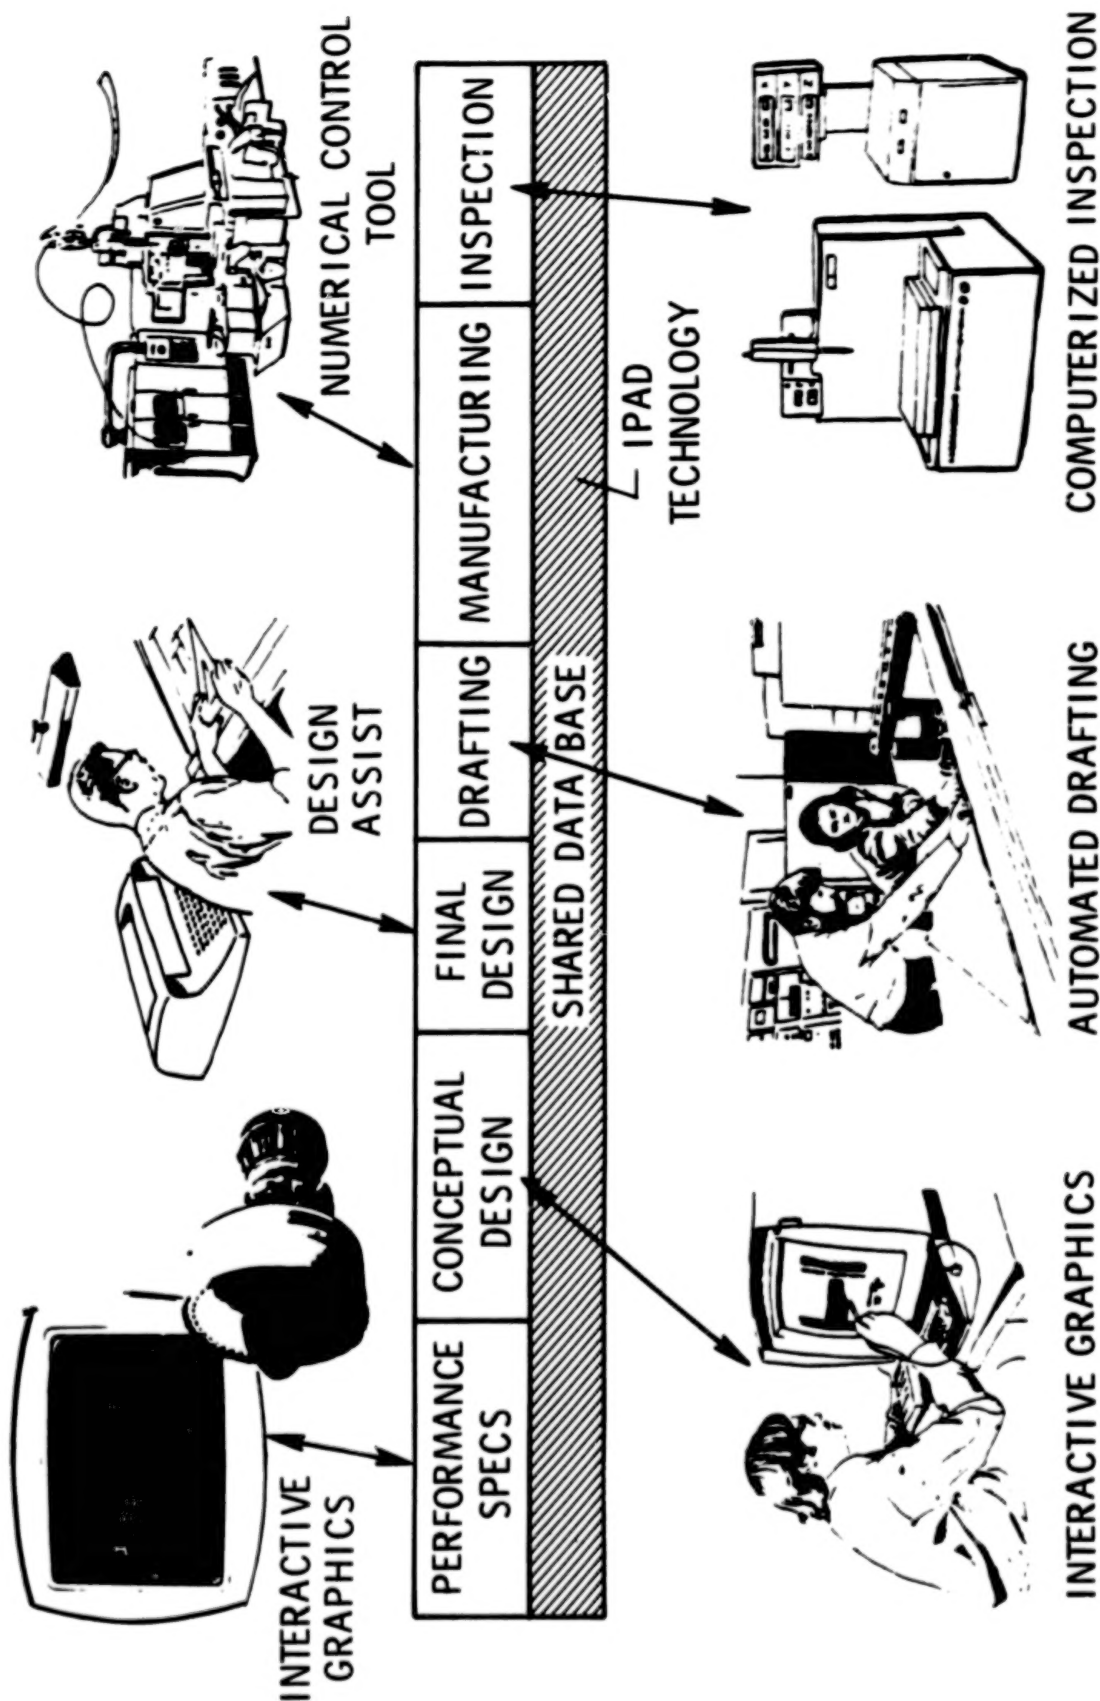 INTERACTIVE
GRAPHICS
DESIGN
ASSIST
NUMERICAL CONTROL
TOOL
PERFORMANCE
SPECS
CONCEPTUAL
DESIGN
FINAL
DESIGN
DRAFTING
MANUFACTURING
INSPECTION
SHARED DATA BASE
IPAD
TECHNOLOGY
INTERACTIVE GRAPHICS
AUTOMATED DRAFTING
COMPUTERIZED INSPECTION